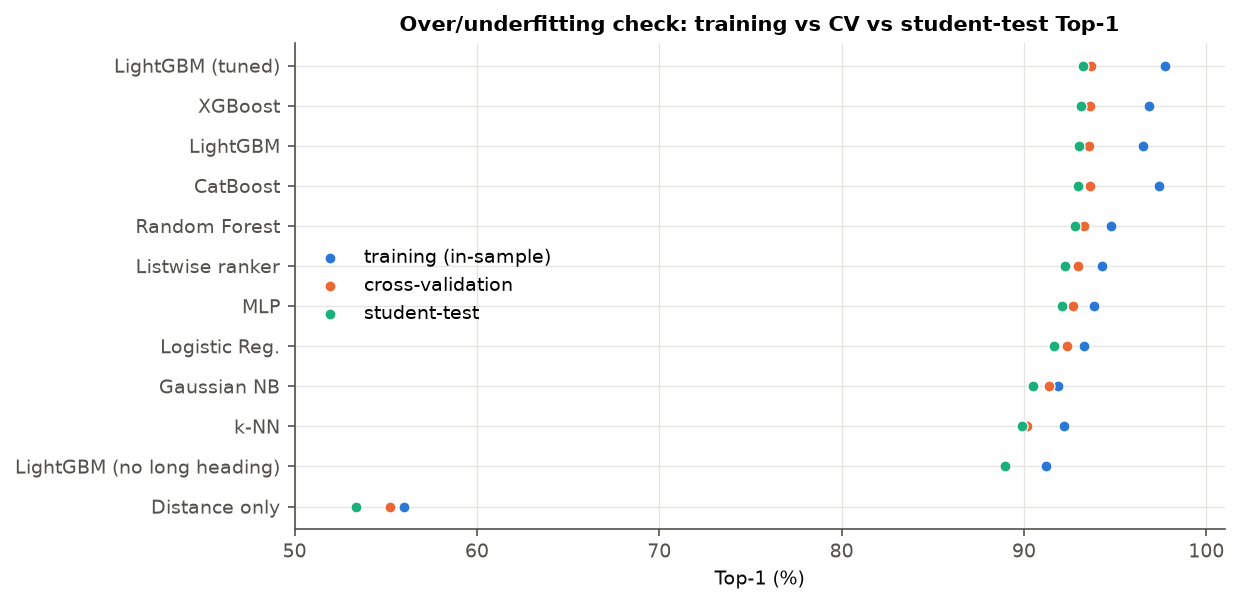 Over/underfitting check: training vs CV vs student-test Top-1
LightGBM (tuned)
XGBoost
LightGBM
CatBoost
Random Forest
Listwise ranker
MLP
Logistic Reg.
Gaussian NB
k-NN
LightGBM (no long heading)
Distance only
training (in-sample)
cross-validation
student-test
50 60 70 80 90 100
Top-1 (%)